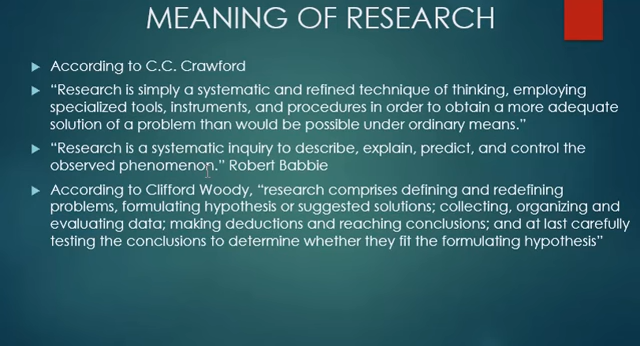 MEANING OF RESEARCH
According to C.C. Crawford
“Research is simply a systematic and refined technique of thinking, employing
specialized tools, instruments, and procedures in order to obtain a more adequate
solution of a problem than would be possible under ordinary means.”
“Research is a systematic inquiry to describe, explain, predict, and control the
observed phenomenon.” Robert Babbie
According to Clifford Woody, “research comprises defining and redefining
problems, formulating hypothesis or suggested solutions; collecting, organizing and
evaluating data; making deductions and reaching conclusions; and at last carefully
testing the conclusions to determine whether they fit the formulating hypothesis”